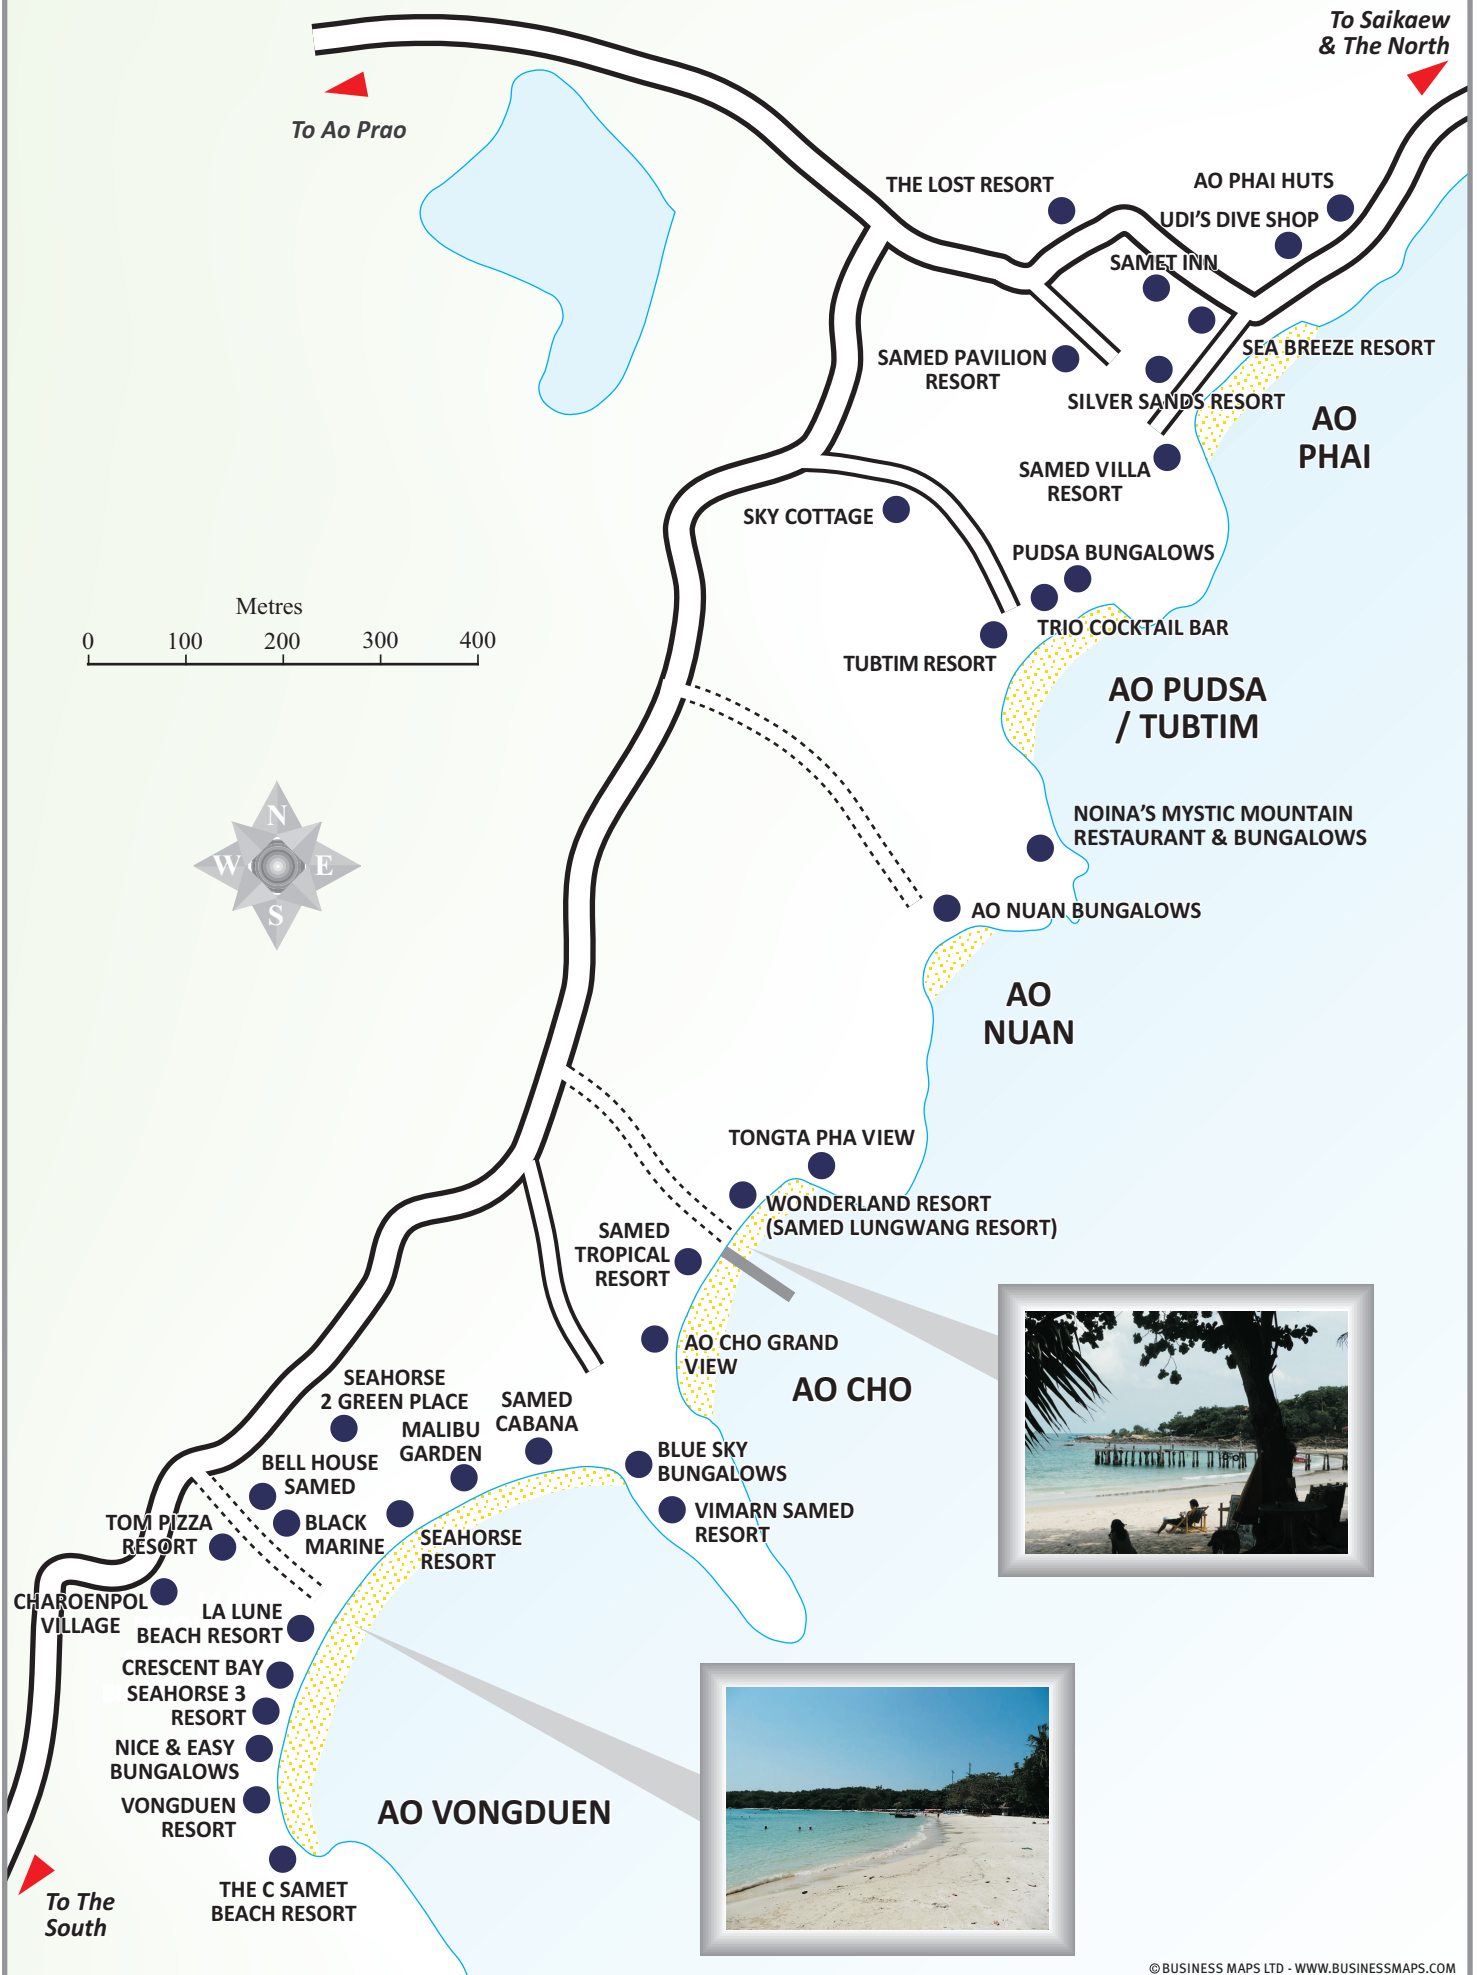 To Saikaew
& The North
To Ao Prao
THE LOST RESORT
AO PHAI HUTS
UDI'S DIVE SHOP
SAMET INN
SEA BREEZE RESORT
SAMED PAVILION
RESORT
SILVER SANDS RESORT
AO
PHAI
SAMED VILLA
RESORT
SKY COTTAGE
PUDSA BUNGALOWS
TRIO COCKTAIL BAR
TUBTIM RESORT
Metres
0 100 200 300 400
AO PUDSA
/ TUBTIM
N
W E
S
NOINA'S MYSTIC MOUNTAIN
RESTAURANT & BUNGALOWS
AO NUAN BUNGALOWS
AO
NUAN
TONGTA PHA VIEW
WONDERLAND RESORT
(SAMED LUNGWANG RESORT)
SAMED
TROPICAL
RESORT
AO CHO GRAND
VIEW
AO CHO
SEAHORSE
2 GREEN PLACE
SAMED
CABANA
MALIBU
GARDEN
BLUE SKY
BUNGALOWS
BELL HOUSE
SAMED
VIMARN SAMED
RESORT
TOM PIZZA
RESORT
BLACK
MARINE
SEAHORSE
RESORT
CHAROENPOL
VILLAGE
LA LUNE
BEACH RESORT
CRESCENT BAY
SEAHORSE 3
RESORT
NICE & EASY
BUNGALOWS
VONGDUEN
RESORT
AO VONGDUEN
THE C SAMET
BEACH RESORT
To The
South
© BUSINESS MAPS LTD - WWW.BUSINESSMAPS.COM